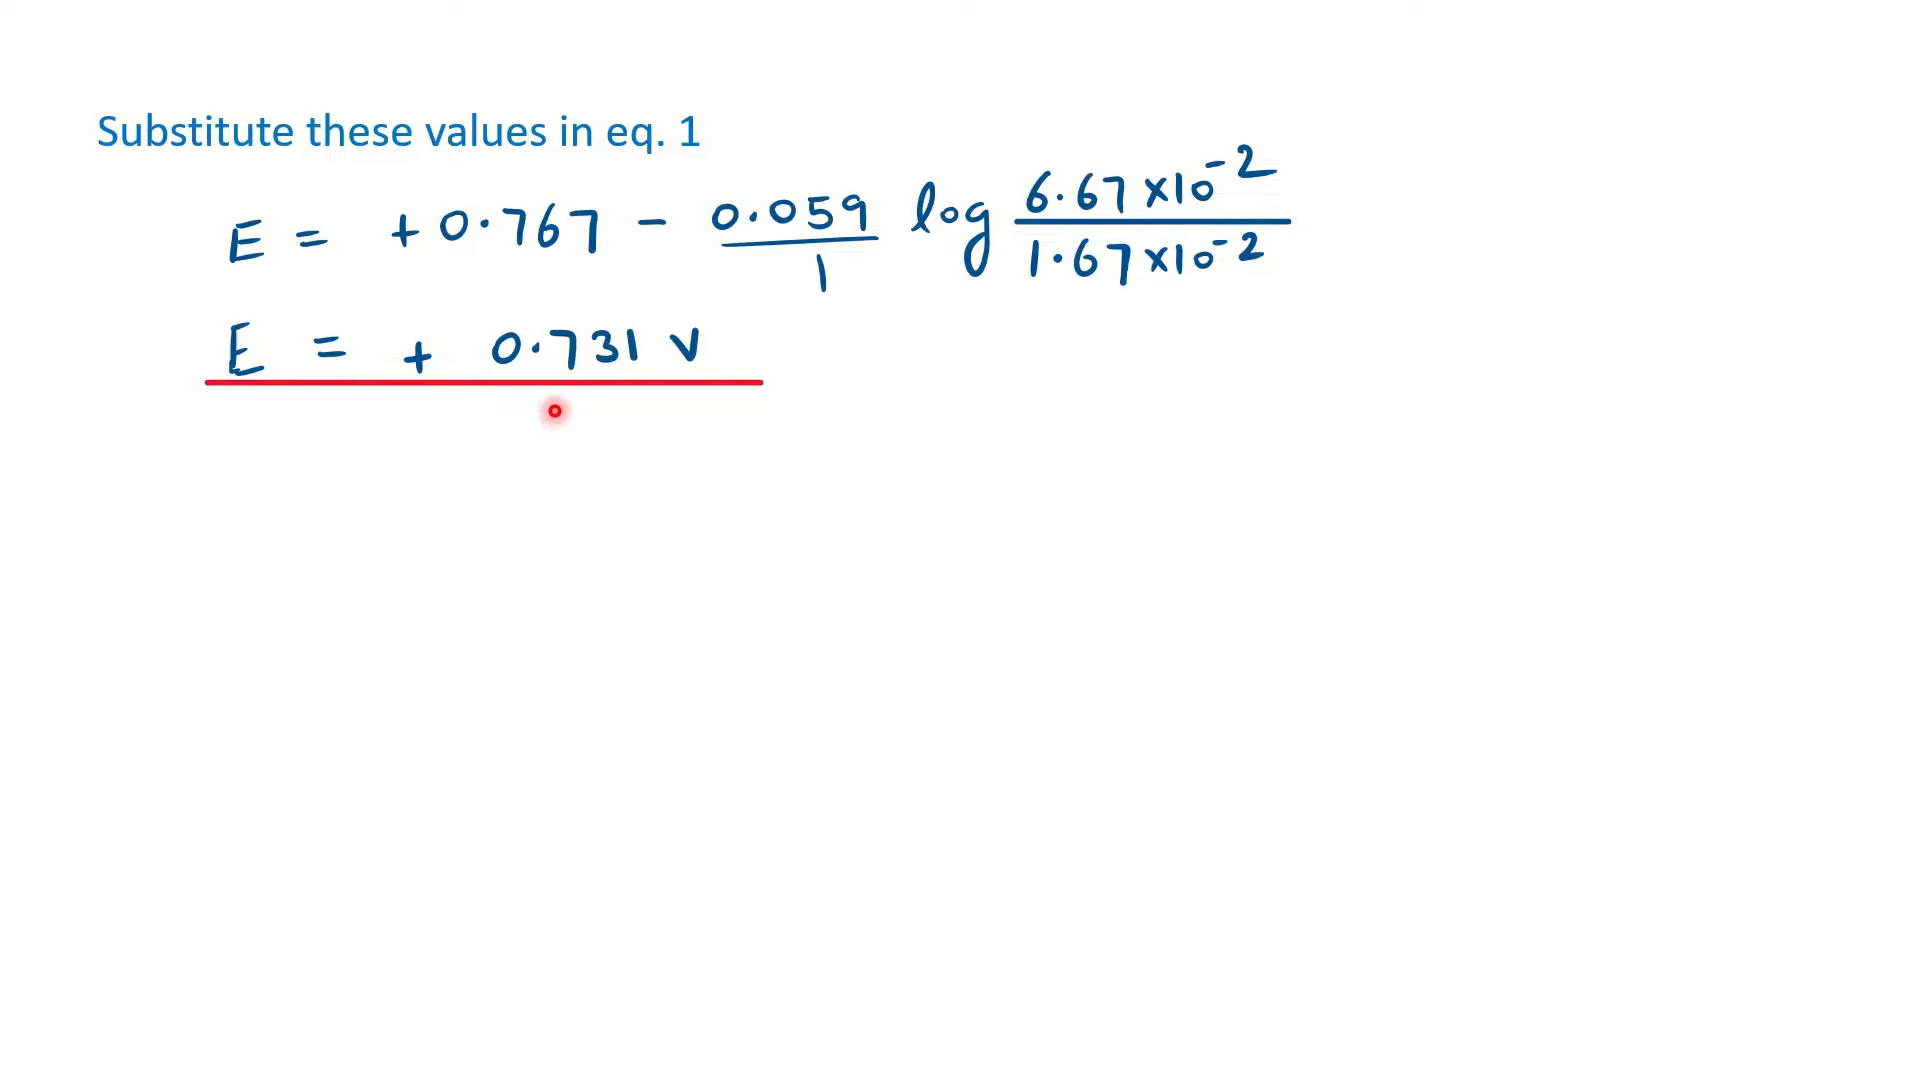 Substitute these values in eq. 1
E = +0.767 - 0.059/1 log 6.67×10⁻²/1.67×10⁻²
E = + 0.731 V